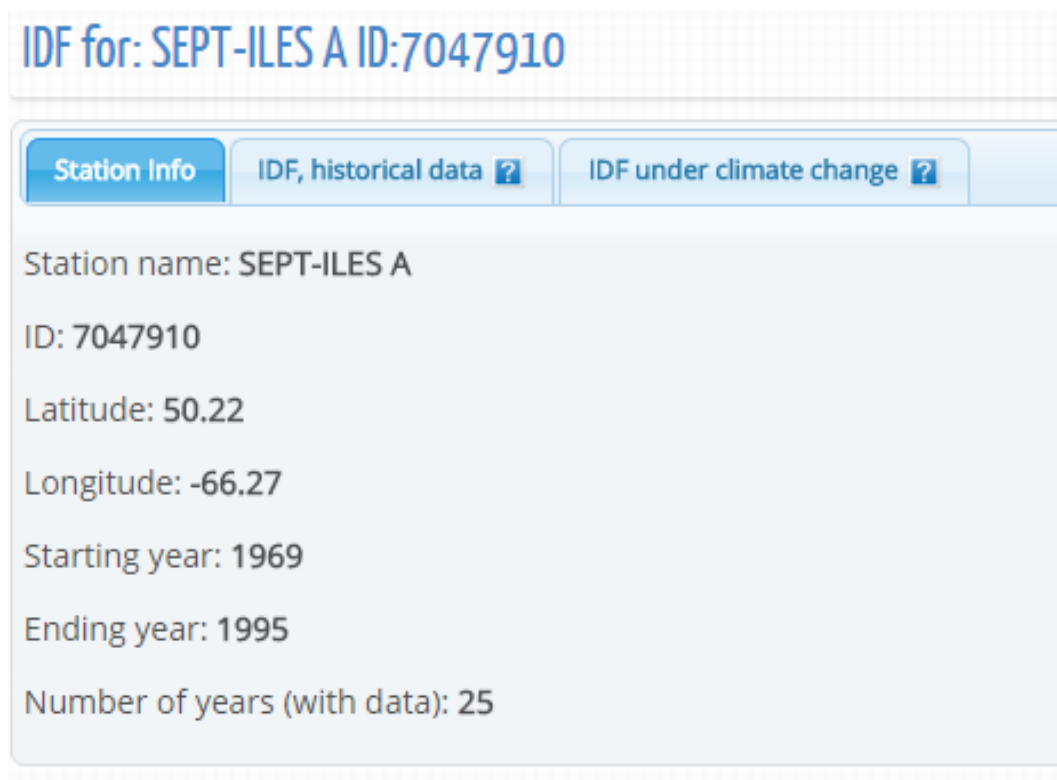 IDF for: SEPT-ILES A ID:7047910
Station Info IDF, historical data ? IDF under climate change ?
Station name: SEPT-ILES A
ID: 7047910
Latitude: 50.22
Longitude: -66.27
Starting year: 1969
Ending year: 1995
Number of years (with data): 25